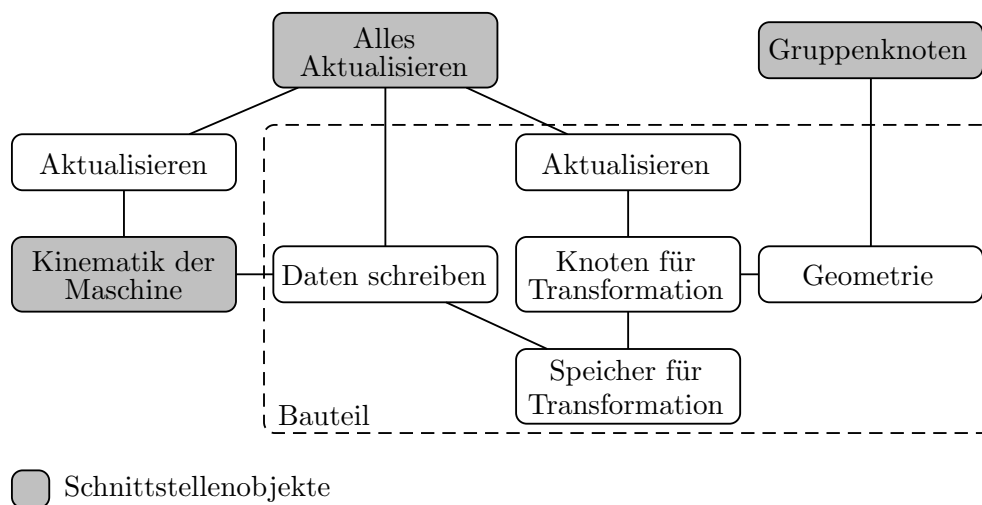 Alles
Aktualisieren
Gruppenknoten
Aktualisieren
Aktualisieren
Kinematik der
Maschine
Daten schreiben
Knoten für
Transformation
Geometrie
Speicher für
Transformation
Bauteil
Schnittstellenobjekte